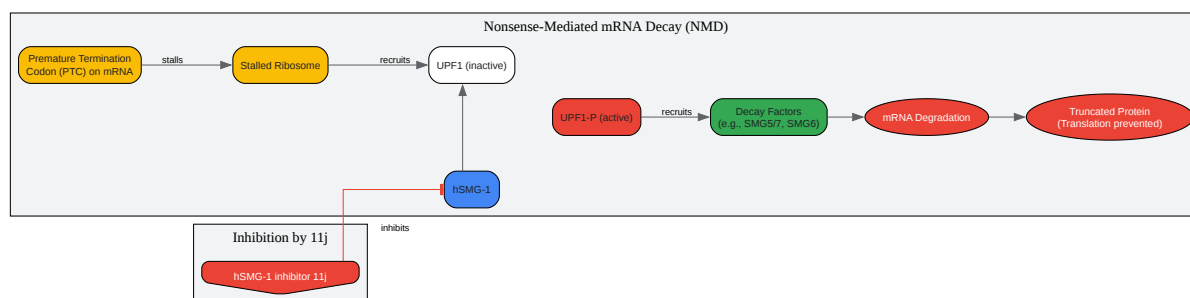 Nonsense-Mediated mRNA Decay (NMD)
Premature Termination
Codon (PTC) on mRNA
stalls
Stalled Ribosome
recruits
UPF1 (inactive)
UPF1-P (active)
recruits
Decay Factors
(e.g., SMG5/7, SMG6)
mRNA Degradation
Truncated Protein
(Translation prevented)
hSMG-1
inhibits
Inhibition by 11j
hSMG-1 inhibitor 11j